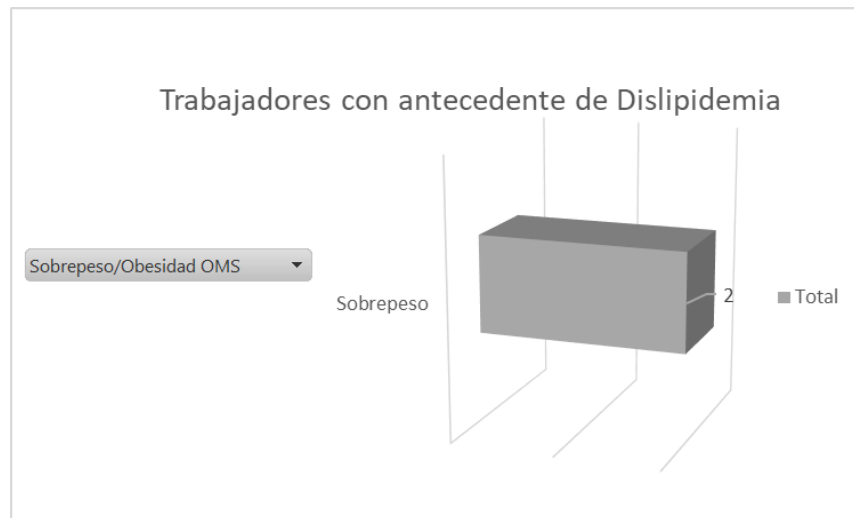 Trabajadores con antecedente de Dislipidemia
Sobrepeso/Obesidad OMS
Sobrepeso
2
Total